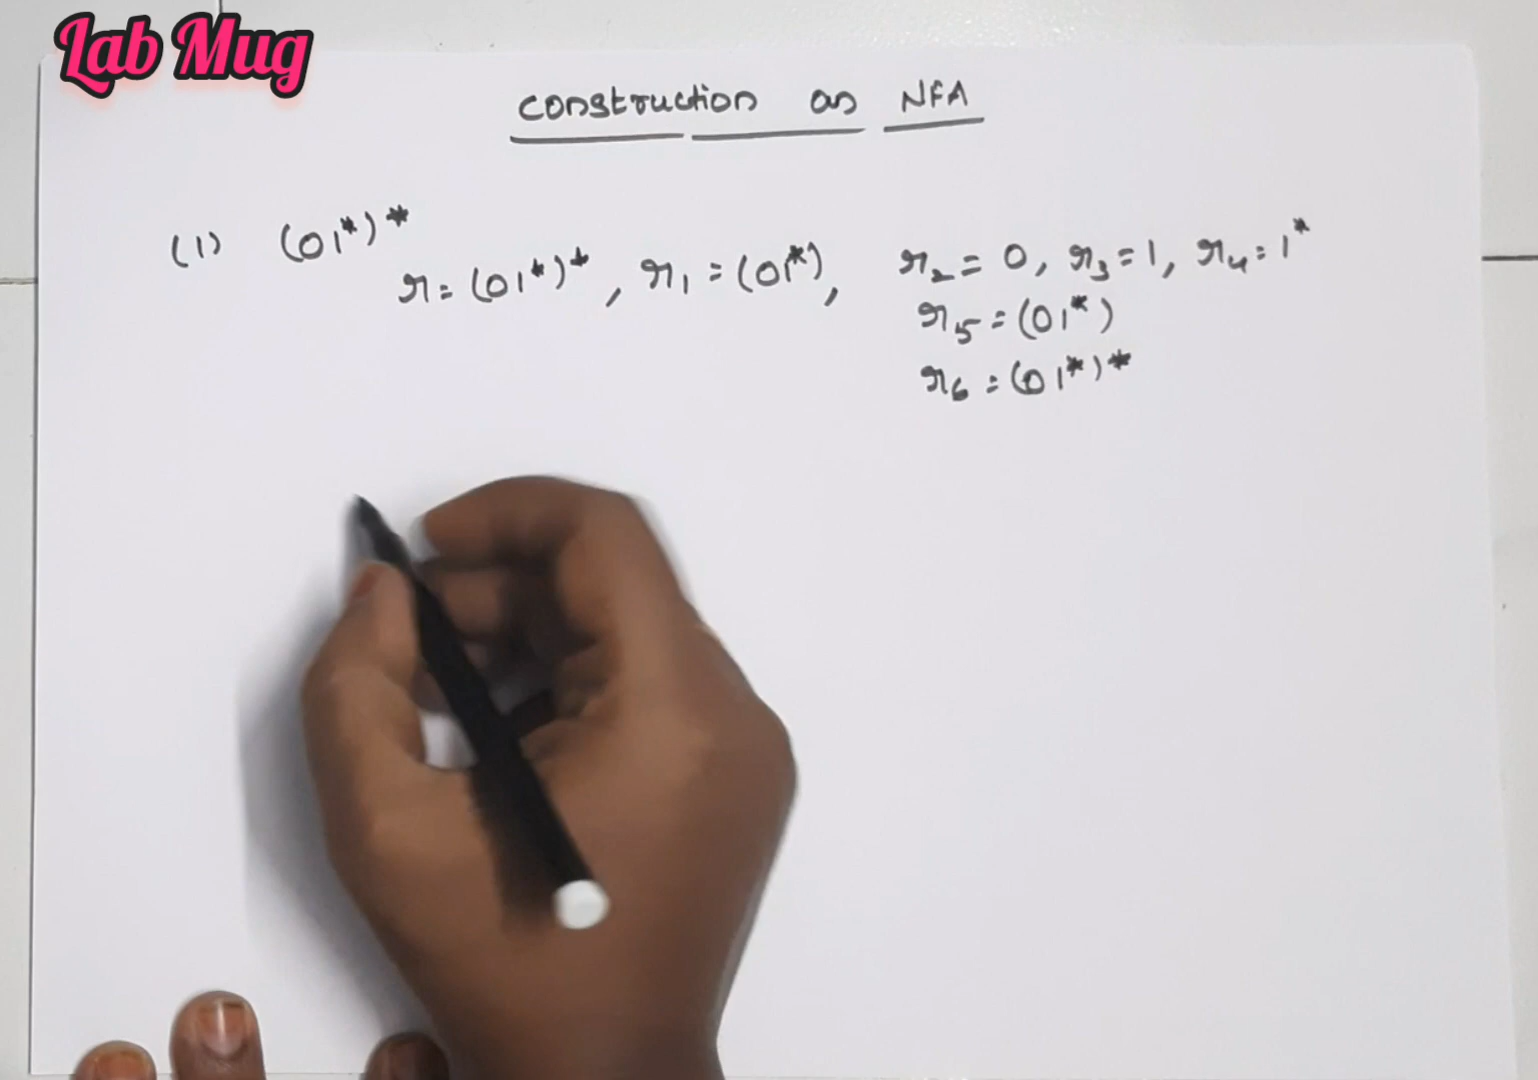 Lab Mug
construction an NFA
(1) (01*)*
r = (01*)*, r₁ = (01*), r₂ = 0, r₃ = 1, r₄ = 1*
r₅ = (01*)
r₆ = (01*)*